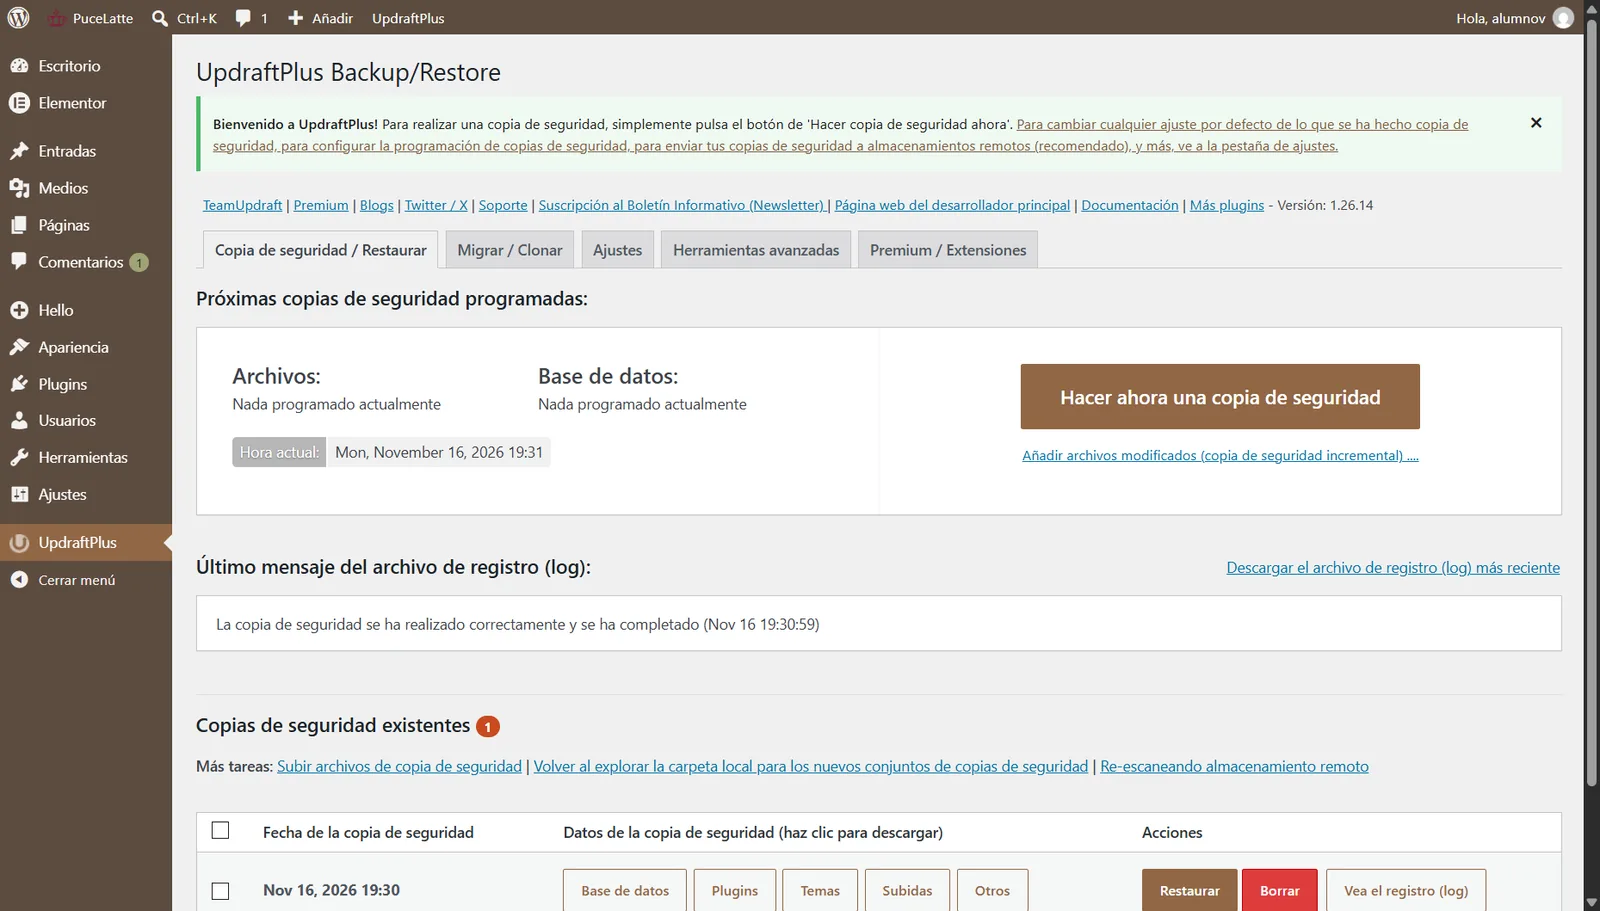 PucéLatte Ctrl+K 1 Añadir UpdraftPlus Hola, alumnov
Escritorio
Elementor
Entradas
Medios
Páginas
Comentarios 1
Hello
Apariencia
Plugins
Usuarios
Herramientas
Ajustes
UpdraftPlus
Cerrar menú
UpdraftPlus Backup/Restore
Bienvenido a UpdraftPlus! Para realizar una copia de seguridad, simplemente pulsa el botón de 'Hacer copia de seguridad ahora'. Para cambiar cualquier ajuste por defecto de lo que se ha hecho copia de
seguridad, para configurar la programación de copias de seguridad, para enviar tus copias de seguridad a almacenamientos remotos (recomendado), y más, ve a la pestaña de ajustes.
TeamUpdraft | Premium | Blogs | Twitter / X | Soporte | Suscripción al Boletín Informativo (Newsletter) | Página web del desarrollador principal | Documentación | Más plugins - Versión: 1.26.14
Copia de seguridad / Restaurar Migrar / Clonar Ajustes Herramientas avanzadas Premium / Extensiones
Próximas copias de seguridad programadas:
Archivos: Base de datos:
Nada programado actualmente Nada programado actualmente
Hora actual: Mon, November 16, 2026 19:31
Hacer ahora una copia de seguridad
Añadir archivos modificados (copia de seguridad incremental) ....
Último mensaje del archivo de registro (log): Descargar el archivo de registro (log) más reciente
La copia de seguridad se ha realizado correctamente y se ha completado (Nov 16 19:30:59)
Copias de seguridad existentes 1
Más tareas: Subir archivos de copia de seguridad | Volver al explorar la carpeta local para los nuevos conjuntos de copias de seguridad | Re-escaneando almacenamiento remoto
Fecha de la copia de seguridad Datos de la copia de seguridad (haz clic para descargar) Acciones
Nov 16, 2026 19:30 Base de datos Plugins Temas Subidas Otros Restaurar Borrar Vea el registro (log)